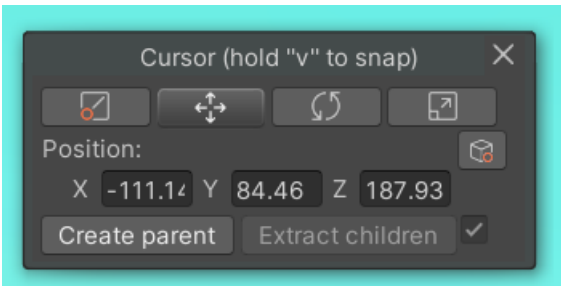 Cursor (hold "v" to snap)
Position:
X -111.14 Y 84.46 Z 187.93
Create parent Extract children